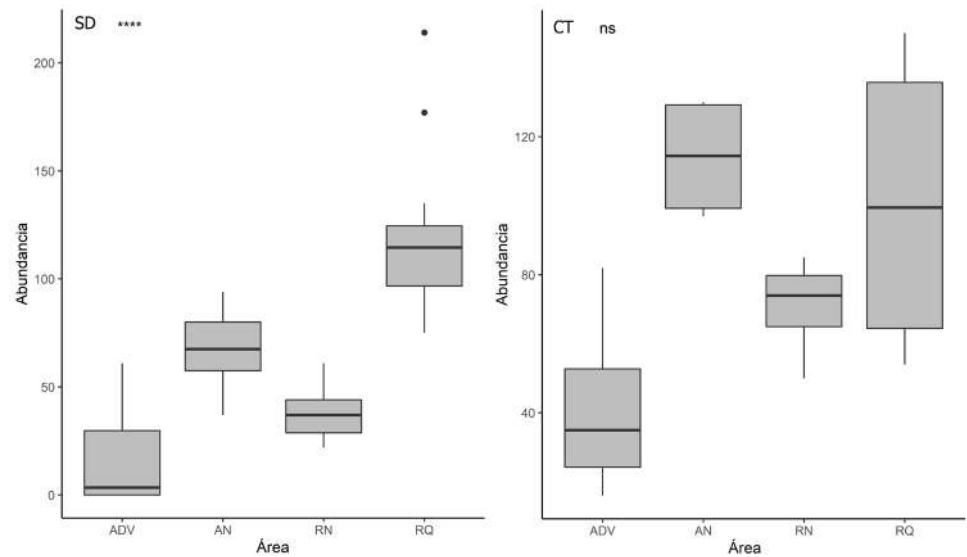 SD ****
Abundancia
200
150
100
50
0
ADV AN RN RQ
Área
CT ns
Abundancia
120
80
40
ADV AN RN RQ
Área